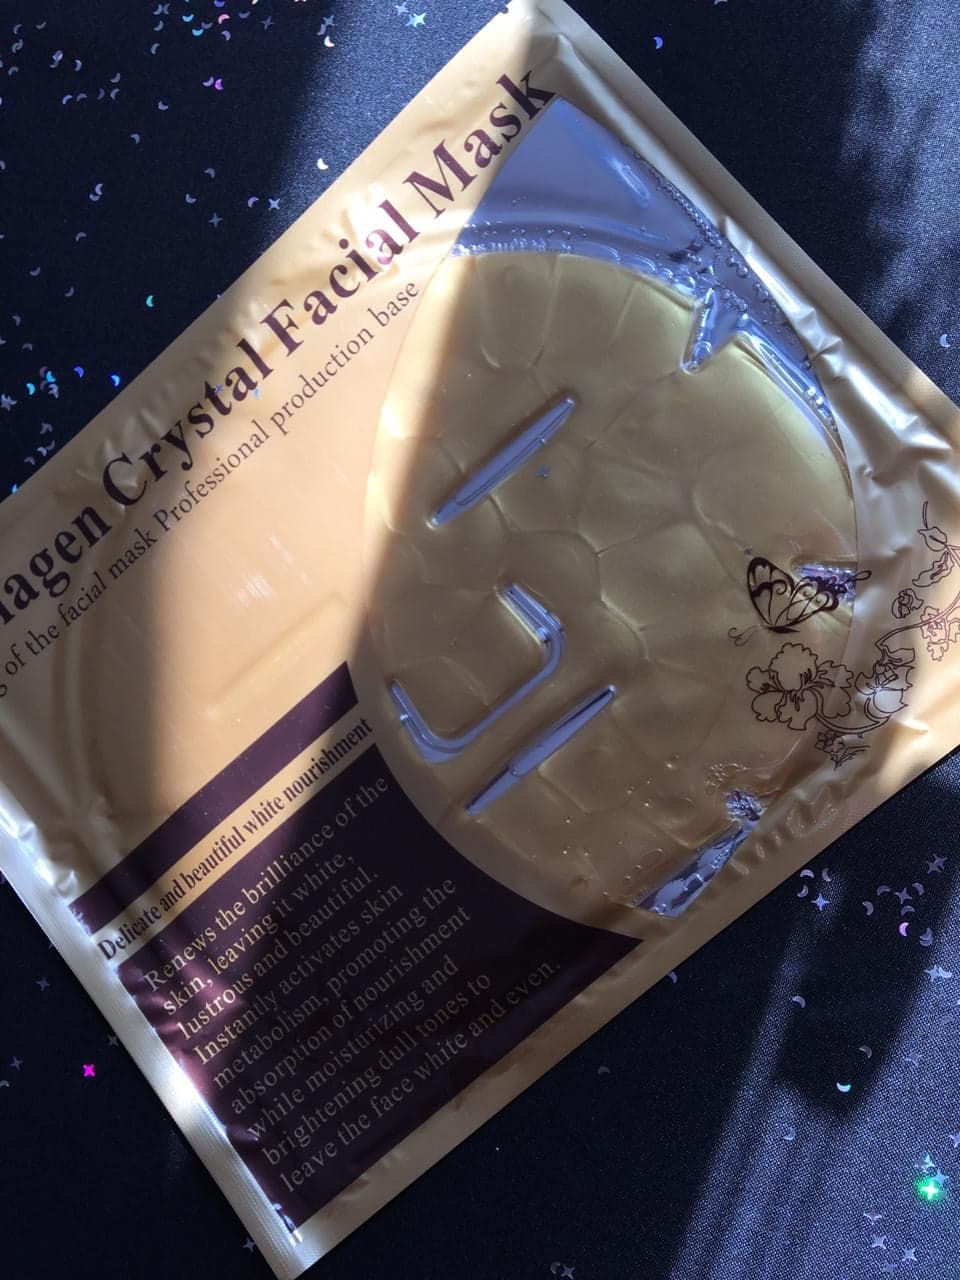 Crystal Facial Mask
of the facial mask Professional production base
Delicate and beautiful white nourishment
Renews the brilliance of the
skin, leaving it white,
lustrous and beautiful.
Instantly activates skin
metabolism, promoting the
absorption of nourishment
while moisturizing and
brightening dull tones to
leave the face white and even.